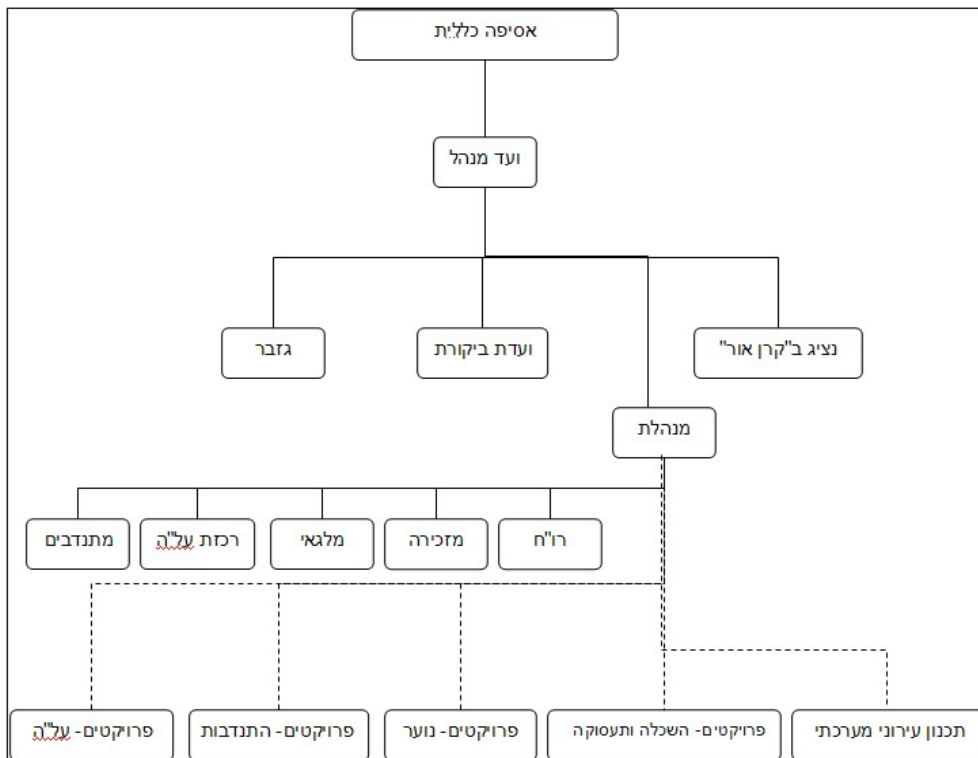 אסיפה כללית
ועד מנהל
נציג ב"קרן אור"
ועדת ביקורת
גזבר
מנהלת
רו"ח
מזכירה
מלגאי
רכזת על"ה
מתנדבים
תכנון עירוני מערכתי
פרויקטים- השכלה ותעסוקה
פרויקטים- נוער
פרויקטים- התנדבות
פרויקטים- על"ה